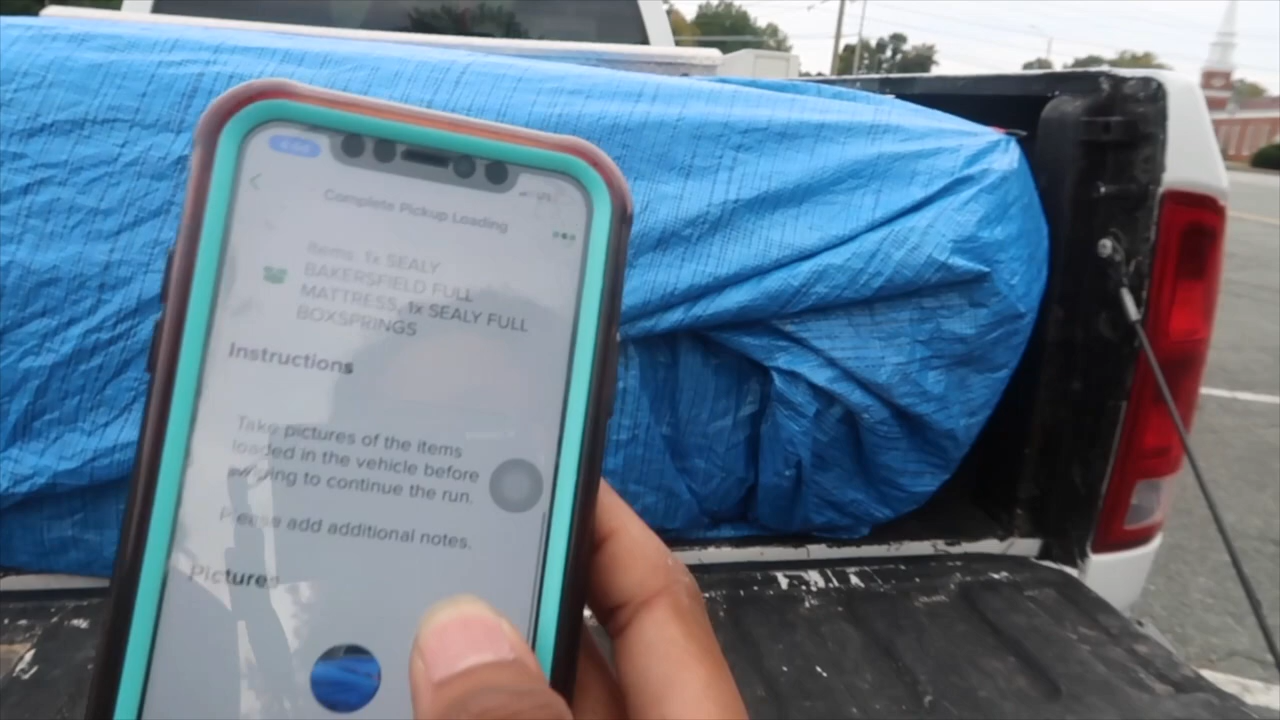 Complete Pickup Loading
Items: 1x SEALY
BAKERSFIELD FULL
MATTRESS, 1x SEALY FULL
BOXSPRINGS
Instructions
Take pictures of the items
loaded in the vehicle before
swiping to continue the run.
Please add additional notes.
Pictures